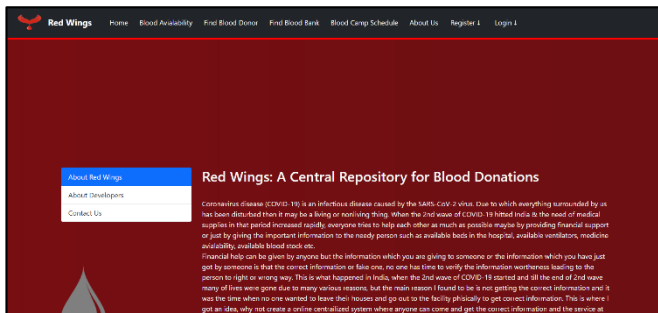 Red Wings Home Blood Avialability Find Blood Donor Find Blood Bank Blood Camp Schedule About Us Register ↓ Login ↓
About Red Wings
About Developers
Contact Us
Red Wings: A Central Repository for Blood Donations
Coronavirus disease (COVID-19) is an infectious disease caused by the SARS-CoV-2 virus. Due to which everything surrounded by us
has been disturbed then it may be a living or nonliving thing. When the 2nd wave of COVID-19 hitted India & the need of medical
supplies in that period increased rapidly, everyone tries to help each other as much as possible maybe by providing financial support
or just by giving the important information to the needy person such as available beds in the hospital, available ventilators, medicine
avialability, available blood stock etc.
Financial help can be given by anyone but the information which you are giving to someone or the information which you have just
got by someone is that the correct information or fake one, no one has time to verify the information wortheness leading to the
person to right or wrong way. This is what happened in India, when the 2nd wave of COVID-19 started and till the end of 2nd wave
many of lives were gone due to many various reasons, but the main reason I found to be is not getting the correct information and it
was the time when no one wanted to leave their houses and go out to the facility phisically to get correct information. This is where I
got an idea, why not create a online centrailized system where anyone can come and get the correct information and the service at